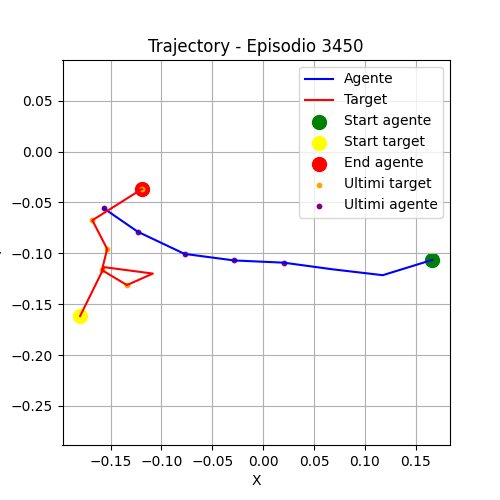 Trajectory - Episodio 3450
Agente
Target
Start agente
Start target
End agente
Ultimi target
Ultimi agente
0.05
0.00
−0.05
−0.10
−0.15
−0.20
−0.25
−0.15 −0.10 −0.05 0.00 0.05 0.10 0.15
X